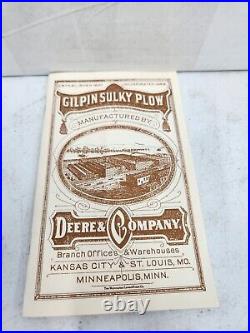 GILPIN SULKY PLOW
MANUFACTURED BY
DEERE & COMPANY.
Branch Offices & Warehouses
KANSAS CITY & ST. LOUIS, MO.
MINNEAPOLIS, MINN.